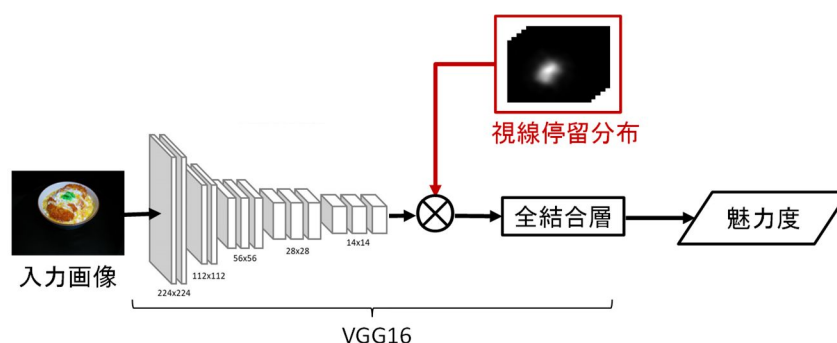 視線停留分布
入力画像
224x224
112x112
56x56
28x28
14x14
全結合層
魅力度
VGG16